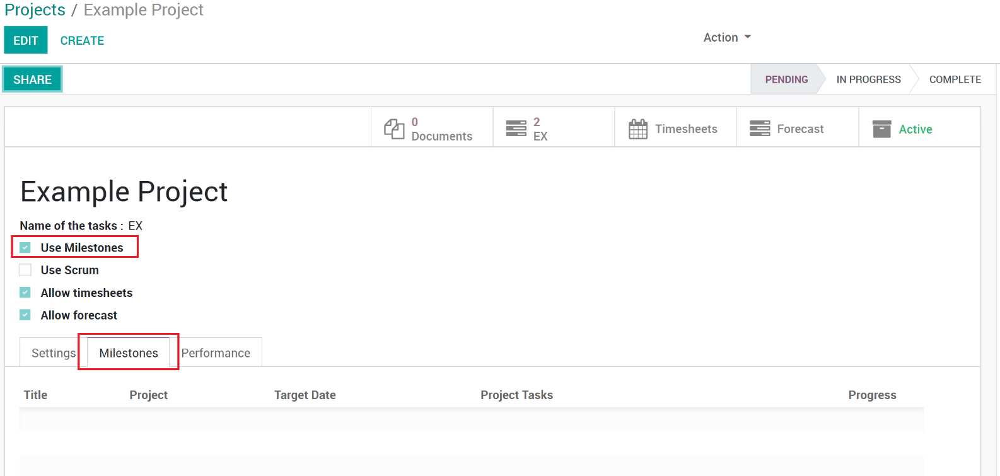 Projects / Example Project
EDIT CREATE Action
SHARE PENDING IN PROGRESS COMPLETE
0 Documents 2 EX Timesheets Forecast Active
Example Project
Name of the tasks : EX
Use Milestones
Use Scrum
Allow timesheets
Allow forecast
Settings Milestones Performance
Title Project Target Date Project Tasks Progress